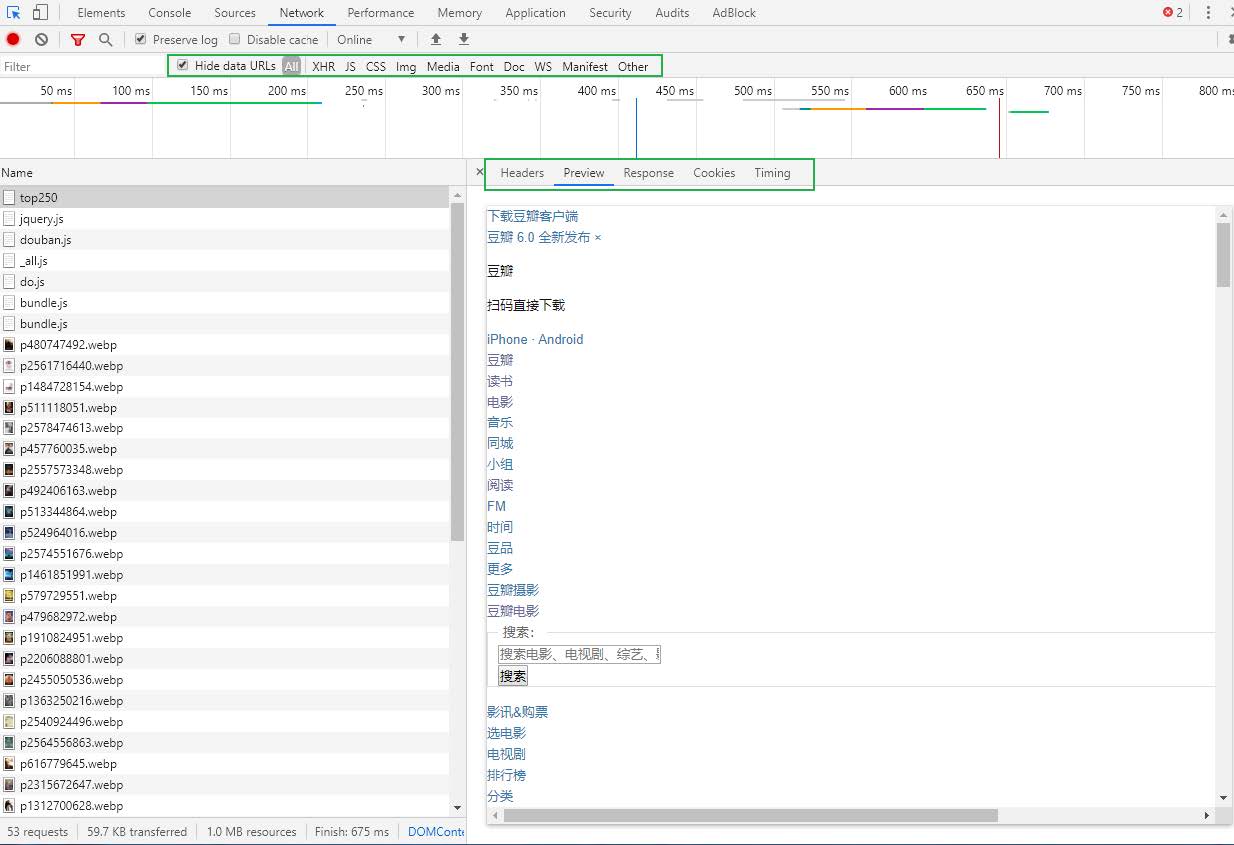 Elements Console Sources Network Performance Memory Application Security Audits AdBlock 2
Preserve log Disable cache Online
Filter Hide data URLs All XHR JS CSS Img Media Font Doc WS Manifest Other
50 ms 100 ms 150 ms 200 ms 250 ms 300 ms 350 ms 400 ms 450 ms 500 ms 550 ms 600 ms 650 ms 700 ms 750 ms 800 ms
Name
top250
jquery.js
douban.js
_all.js
do.js
bundle.js
bundle.js
p480747492.webp
p2561716440.webp
p1484728154.webp
p511118051.webp
p2578474613.webp
p457760035.webp
p2557573348.webp
p492406163.webp
p513344864.webp
p524964016.webp
p2574551676.webp
p1461851991.webp
p579729551.webp
p479682972.webp
p1910824951.webp
p2206088801.webp
p2455050536.webp
p1363250216.webp
p2540924496.webp
p2564556863.webp
p616779645.webp
p2315672647.webp
p1312700628.webp
53 requests 59.7 KB transferred 1.0 MB resources Finish: 675 ms DOMConte
× Headers Preview Response Cookies Timing
下载豆瓣客户端
豆瓣 6.0 全新发布 ×
豆瓣
扫码直接下载
iPhone · Android
豆瓣
读书
电影
音乐
同城
小组
阅读
FM
时间
豆品
更多
豆瓣摄影
豆瓣电影
搜索：
搜索电影、电视剧、综艺、
搜索
影讯&购票
选电影
电视剧
排行榜
分类